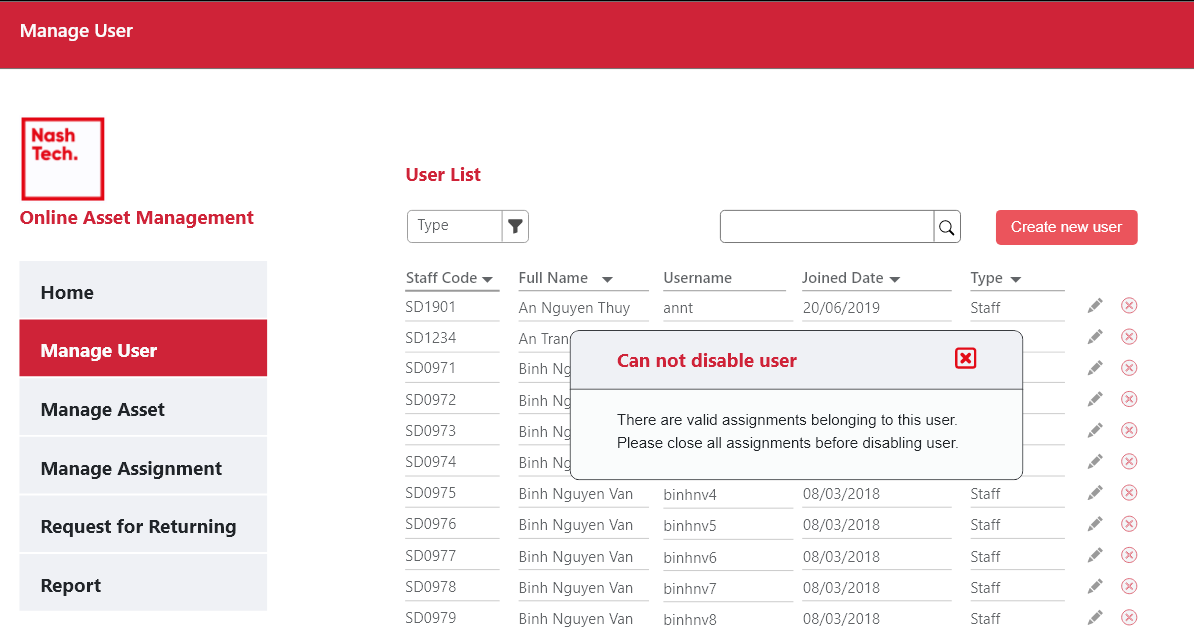 Manage User
Nash
Tech.
Online Asset Management
Home
Manage User
Manage Asset
Manage Assignment
Request for Returning
Report
User List
Type
Create new user
Staff Code Full Name Username Joined Date Type
SD1901 An Nguyen Thuy annt 20/06/2019 Staff
SD1234 An Tran
SD0971 Binh Ng
SD0972 Binh Ng
SD0973 Binh Ng
SD0974 Binh Ng
Can not disable user
There are valid assignments belonging to this user.
Please close all assignments before disabling user.
SD0975 Binh Nguyen Van binhnv4 08/03/2018 Staff
SD0976 Binh Nguyen Van binhnv5 08/03/2018 Staff
SD0977 Binh Nguyen Van binhnv6 08/03/2018 Staff
SD0978 Binh Nguyen Van binhnv7 08/03/2018 Staff
SD0979 Binh Nguyen Van binhnv8 08/03/2018 Staff